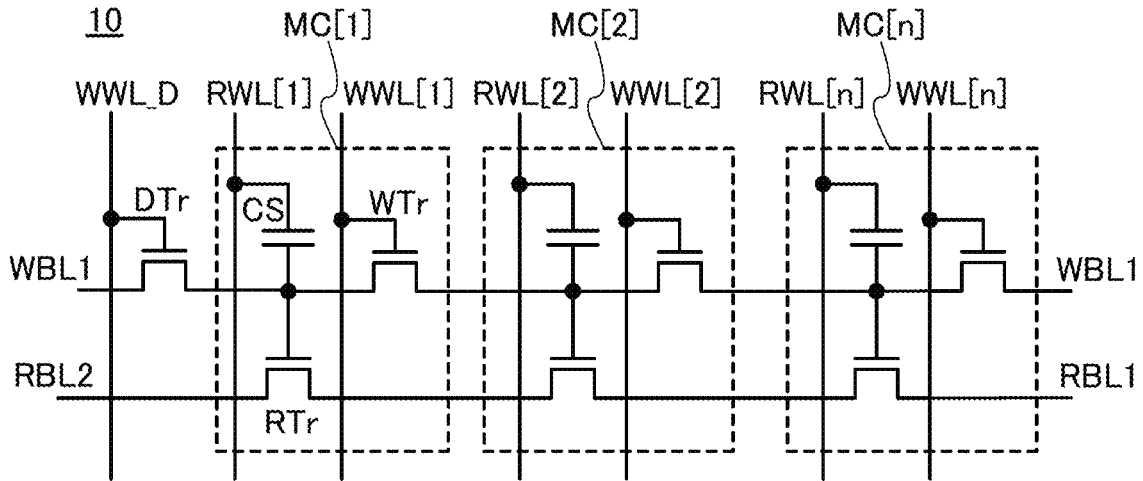 10
MC[1] MC[2] MC[n]
WWL_D RWL[1] WWL[1] RWL[2] WWL[2] RWL[n] WWL[n]
DTr CS WTr
WBL1 WBL1
RBL2 RBL1
RTr